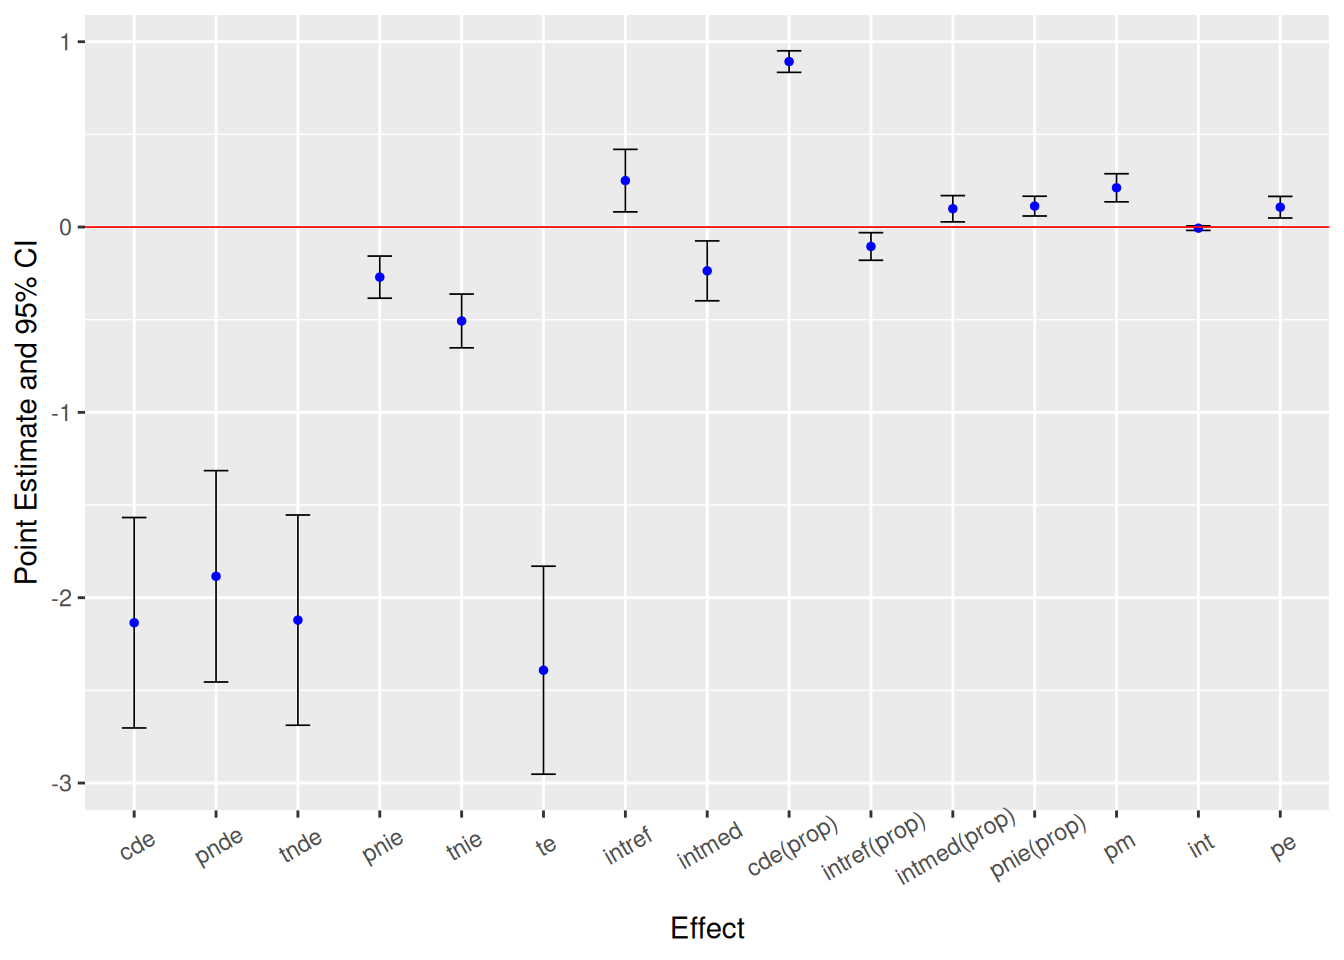 Point Estimate and 95% CI
1
0
-1
-2
-3
cde
pnde
tnde
pnie
tnie
te
intref
intmed
cde(prop)
intref(prop)
intmed(prop)
pnie(prop)
pm
int
pe
Effect